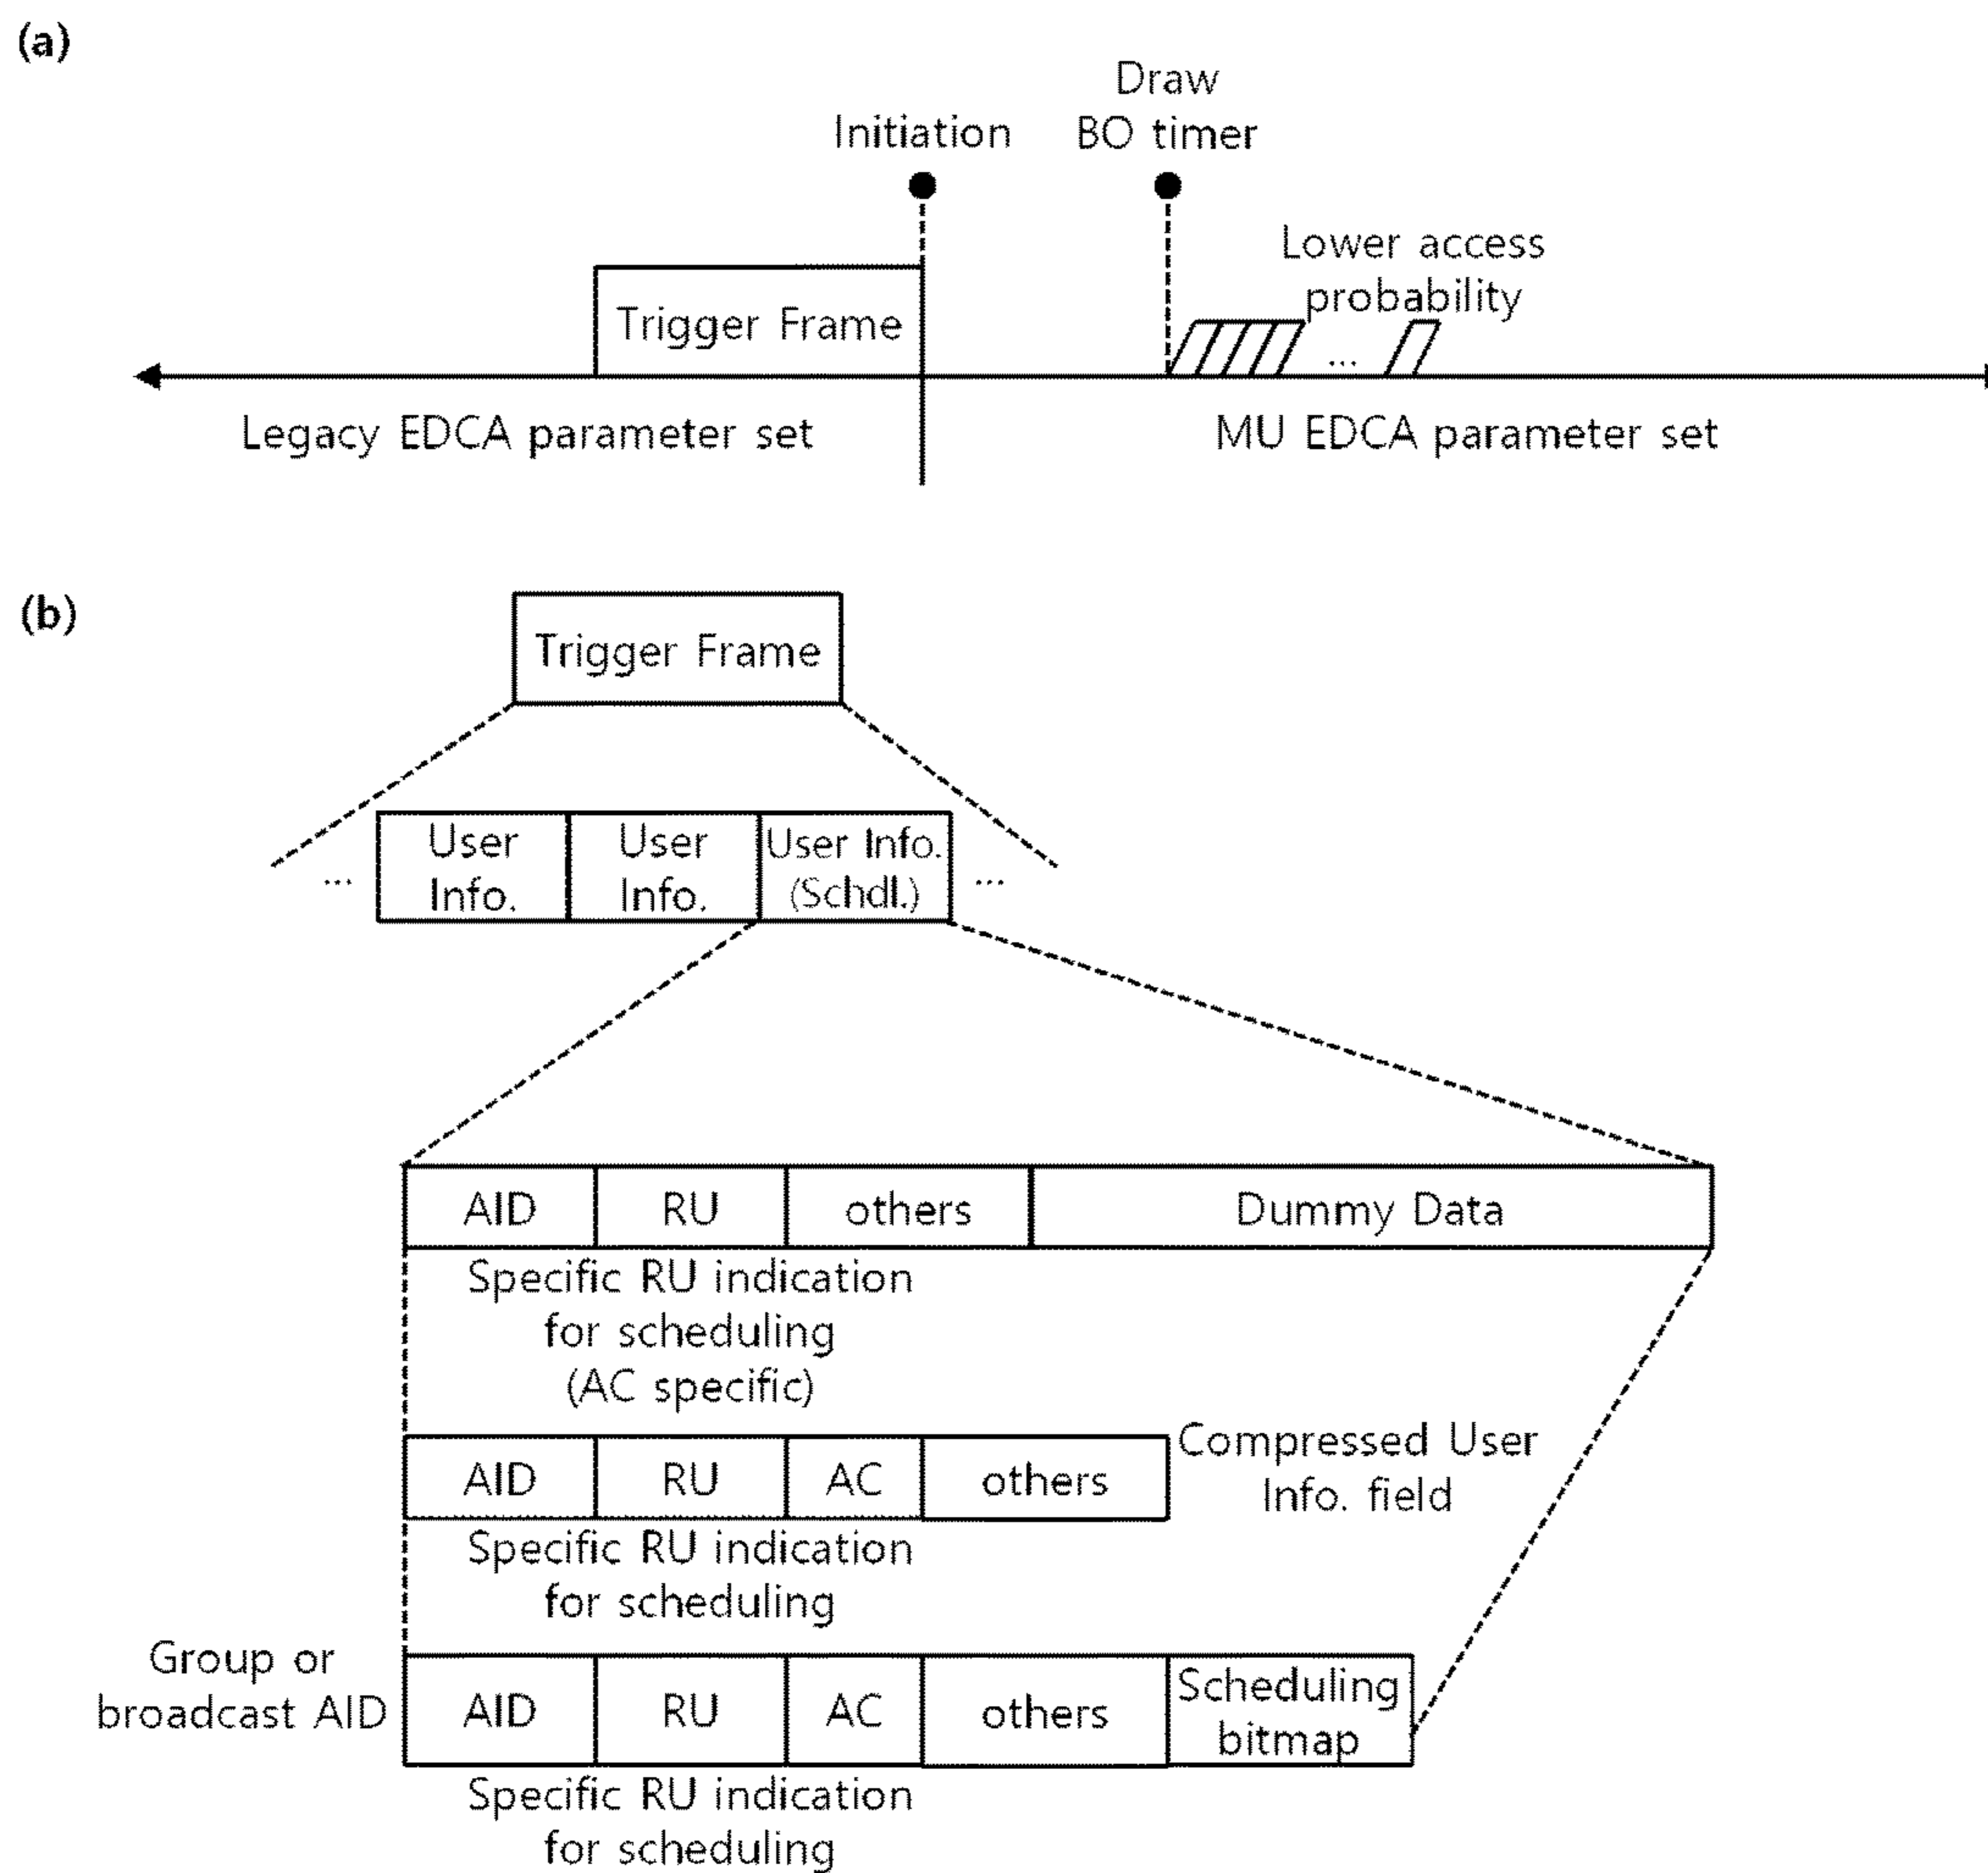 (a)
Draw
Initiation BO timer
Lower access
probability
Trigger Frame
...
Legacy EDCA parameter set
MU EDCA parameter set
(b)
Trigger Frame
...
User
Info.
User
Info.
User Info.
(Schdl.)
...
AID RU others Dummy Data
Specific RU indication
for scheduling
(AC specific)
AID RU AC others
Compressed User
Info. field
Specific RU indication
for scheduling
Group or
broadcast AID
AID RU AC others
Scheduling
bitmap
Specific RU indication
for scheduling